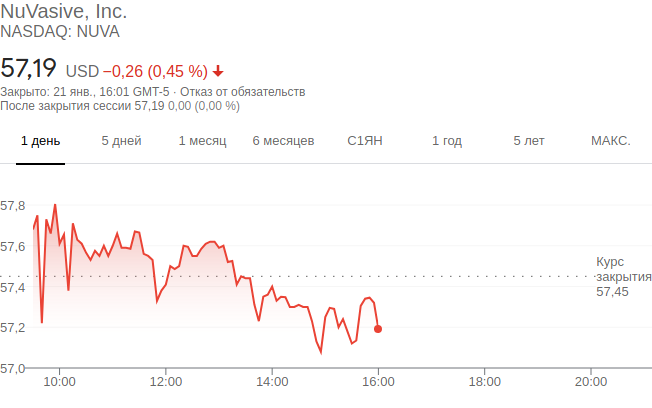 NuVasive, Inc.
NASDAQ: NUVA
57,19 USD −0,26 (0,45 %)
Закрыто: 21 янв., 16:01 GMT-5 · Отказ от обязательств
После закрытия сессии 57,19 0,00 (0,00 %)
1 день 5 дней 1 месяц 6 месяцев С1ЯН 1 год 5 лет МАКС.
57,8
57,6
57,4
57,2
57,0
Курс
закрытия
57,45
10:00 12:00 14:00 16:00 18:00 20:00